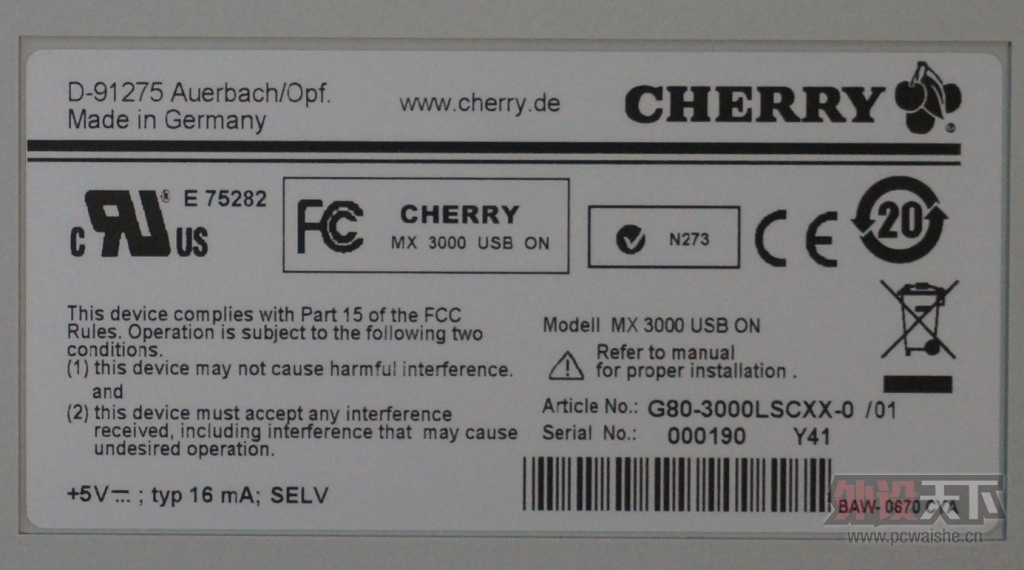 D-91275 Auerbach/Opf.
Made in Germany
www.cherry.de
CHERRY
®
c RU ® US
E 75282
FC CHERRY
MX 3000 USB ON
N273
CE
20
This device complies with Part 15 of the FCC
Rules. Operation is subject to the following two
conditions.
(1) this device may not cause harmful interference.
and
(2) this device must accept any interference
received, including interference that may cause
undesired operation.
+5V⎓ ; typ 16 mA; SELV
Modell MX 3000 USB ON
Refer to manual
for proper installation .
Article No.: G80-3000LSCXX-0 /01
Serial No.: 000190 Y41
BAW- 0670 CXA
外设天下
www.pcwaishe.cn